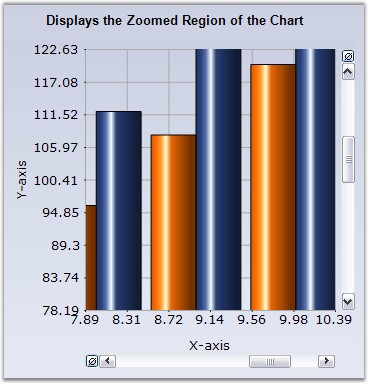 Displays the Zoomed Region of the Chart
122.63
117.08
111.52
105.97
100.41
94.85
89.3
83.74
78.19
Y-axis
7.89 8.31 8.72 9.14 9.56 9.98 10.39
X-axis